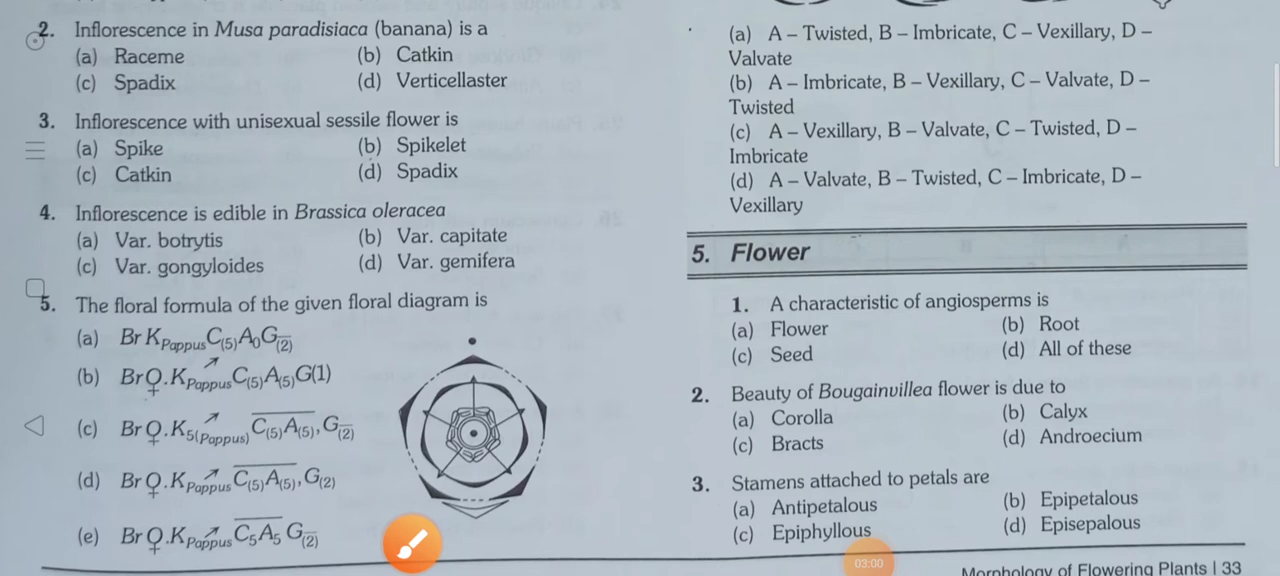 2. Inflorescence in Musa paradisiaca (banana) is a
(a) Raceme (b) Catkin
(c) Spadix (d) Verticellaster
3. Inflorescence with unisexual sessile flower is
(a) Spike (b) Spikelet
(c) Catkin (d) Spadix
4. Inflorescence is edible in Brassica oleracea
(a) Var. botrytis (b) Var. capitate
(c) Var. gongyloides (d) Var. gemifera
5. The floral formula of the given floral diagram is
(a) Br K_Pappus C_(5) A_0 G_(2̅)
(b) Br⚥. K_Pappus C_(5) A_(5) G(1)
(c) Br⚥. K_5(Pappus) C_(5) A_(5), G_(2̅)
(d) Br⚥. K_Pappus C_(5) A_(5), G_(2)
(e) Br⚥. K_Pappus C_5 A_5 G_(2̅)
(a) A – Twisted, B – Imbricate, C – Vexillary, D –
Valvate
(b) A – Imbricate, B – Vexillary, C – Valvate, D –
Twisted
(c) A – Vexillary, B – Valvate, C – Twisted, D –
Imbricate
(d) A – Valvate, B – Twisted, C – Imbricate, D –
Vexillary
5. Flower
1. A characteristic of angiosperms is
(a) Flower (b) Root
(c) Seed (d) All of these
2. Beauty of Bougainvillea flower is due to
(a) Corolla (b) Calyx
(c) Bracts (d) Androecium
3. Stamens attached to petals are
(a) Antipetalous (b) Epipetalous
(c) Epiphyllous (d) Episepalous
03:00
Morphology of Flowering Plants | 33